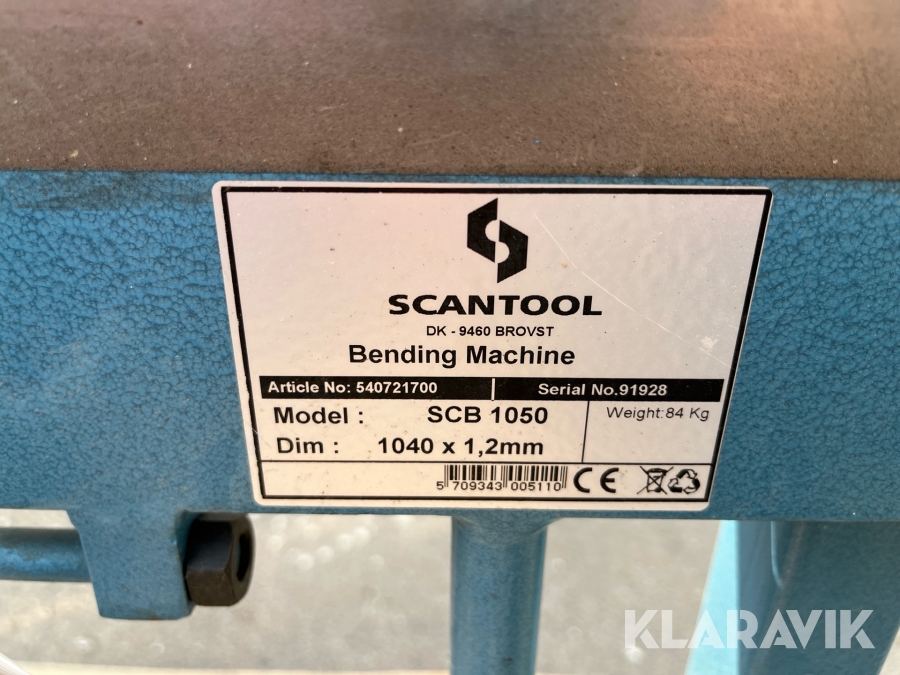 SCANTOOL
DK - 9460 BROVST
Bending Machine
Article No: 540721700 Serial No.91928
Model : SCB 1050 Weight:84 Kg
Dim : 1040 x 1,2mm
5 709343 005110 CE
KLARAVIK